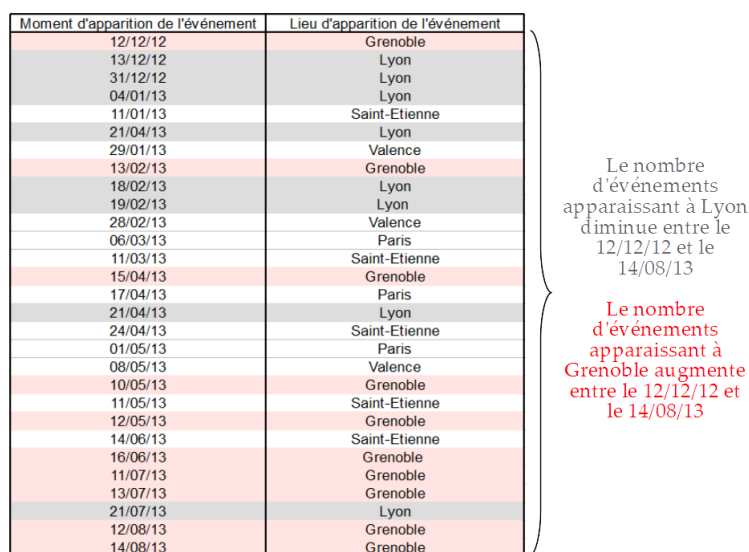 Moment d'apparition de l'événement Lieu d'apparition de l'événement
12/12/12 Grenoble
13/12/12 Lyon
31/12/12 Lyon
04/01/13 Lyon
11/01/13 Saint-Etienne
21/04/13 Lyon
29/01/13 Valence
13/02/13 Grenoble
18/02/13 Lyon
19/02/13 Lyon
28/02/13 Valence
06/03/13 Paris
11/03/13 Saint-Etienne
15/04/13 Grenoble
17/04/13 Paris
21/04/13 Lyon
24/04/13 Saint-Etienne
01/05/13 Paris
08/05/13 Valence
10/05/13 Grenoble
11/05/13 Saint-Etienne
12/05/13 Grenoble
14/06/13 Saint-Etienne
16/06/13 Grenoble
11/07/13 Grenoble
13/07/13 Grenoble
21/07/13 Lyon
12/08/13 Grenoble
14/08/13 Grenoble
Le nombre
d'événements
apparaissant à Lyon
diminue entre le
12/12/12 et le
14/08/13
Le nombre
d'événements
apparaissant à
Grenoble augmente
entre le 12/12/12 et
le 14/08/13